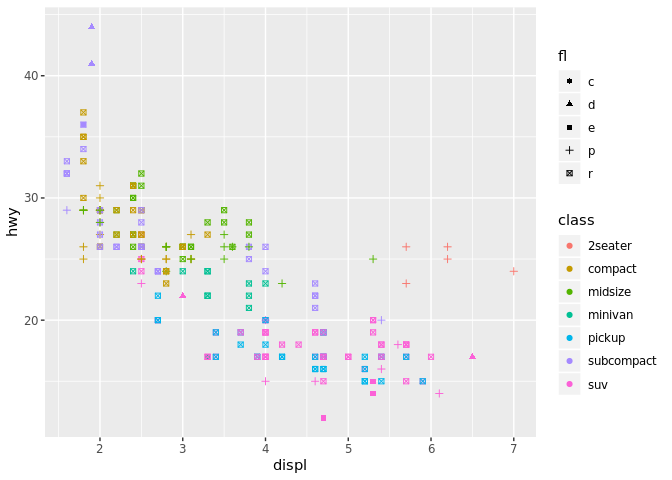 40
30
20
hwy
2
3
4
5
6
7
displ
fl
c
d
e
p
r
class
2seater
compact
midsize
minivan
pickup
subcompact
suv